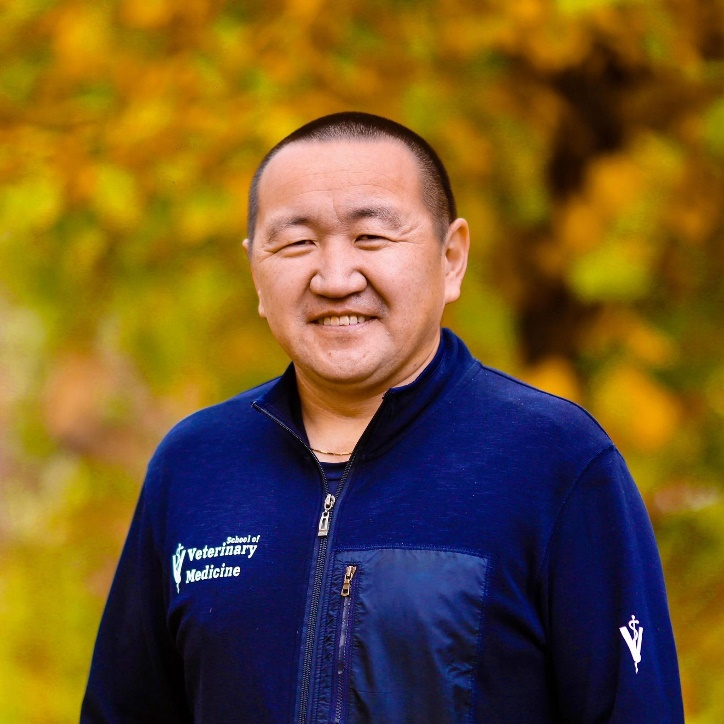 School of
Veterinary
Medicine
V